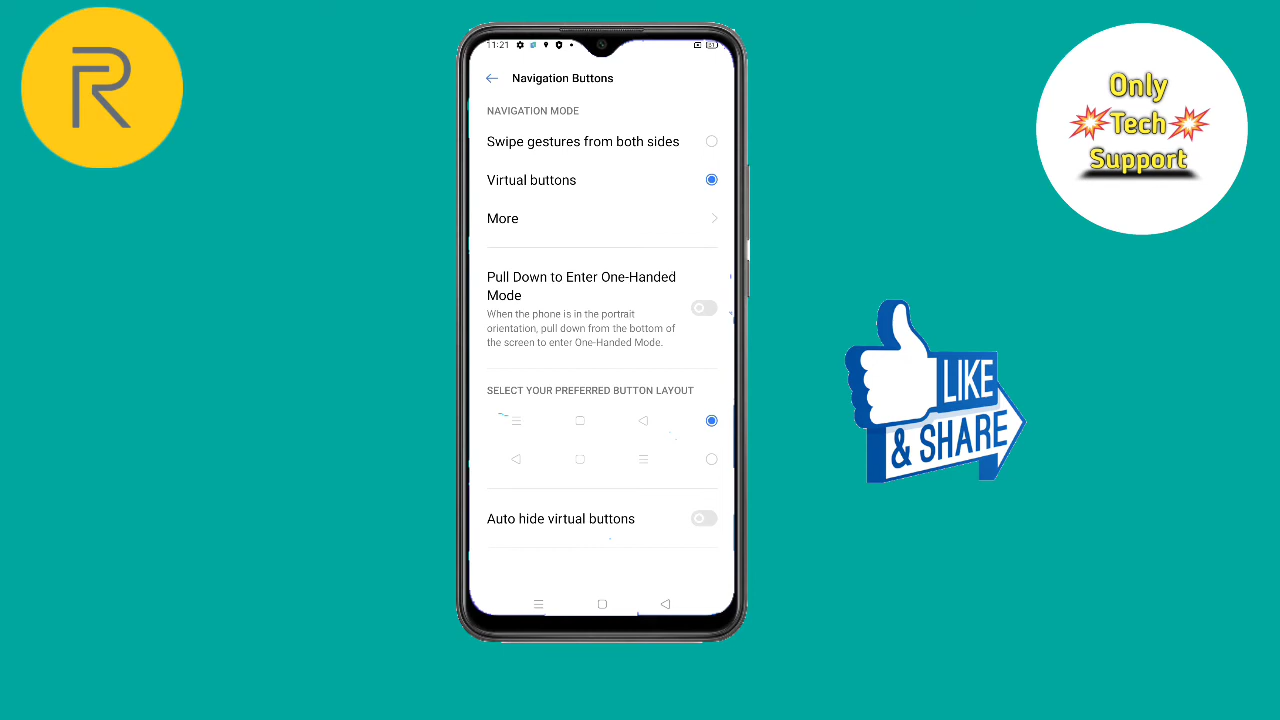 R
Only
Tech
Support
11:21
Navigation Buttons
NAVIGATION MODE
Swipe gestures from both sides
Virtual buttons
More
Pull Down to Enter One-Handed
Mode
When the phone is in the portrait
orientation, pull down from the bottom of
the screen to enter One-Handed Mode.
SELECT YOUR PREFERRED BUTTON LAYOUT
Auto hide virtual buttons
LIKE
& SHARE